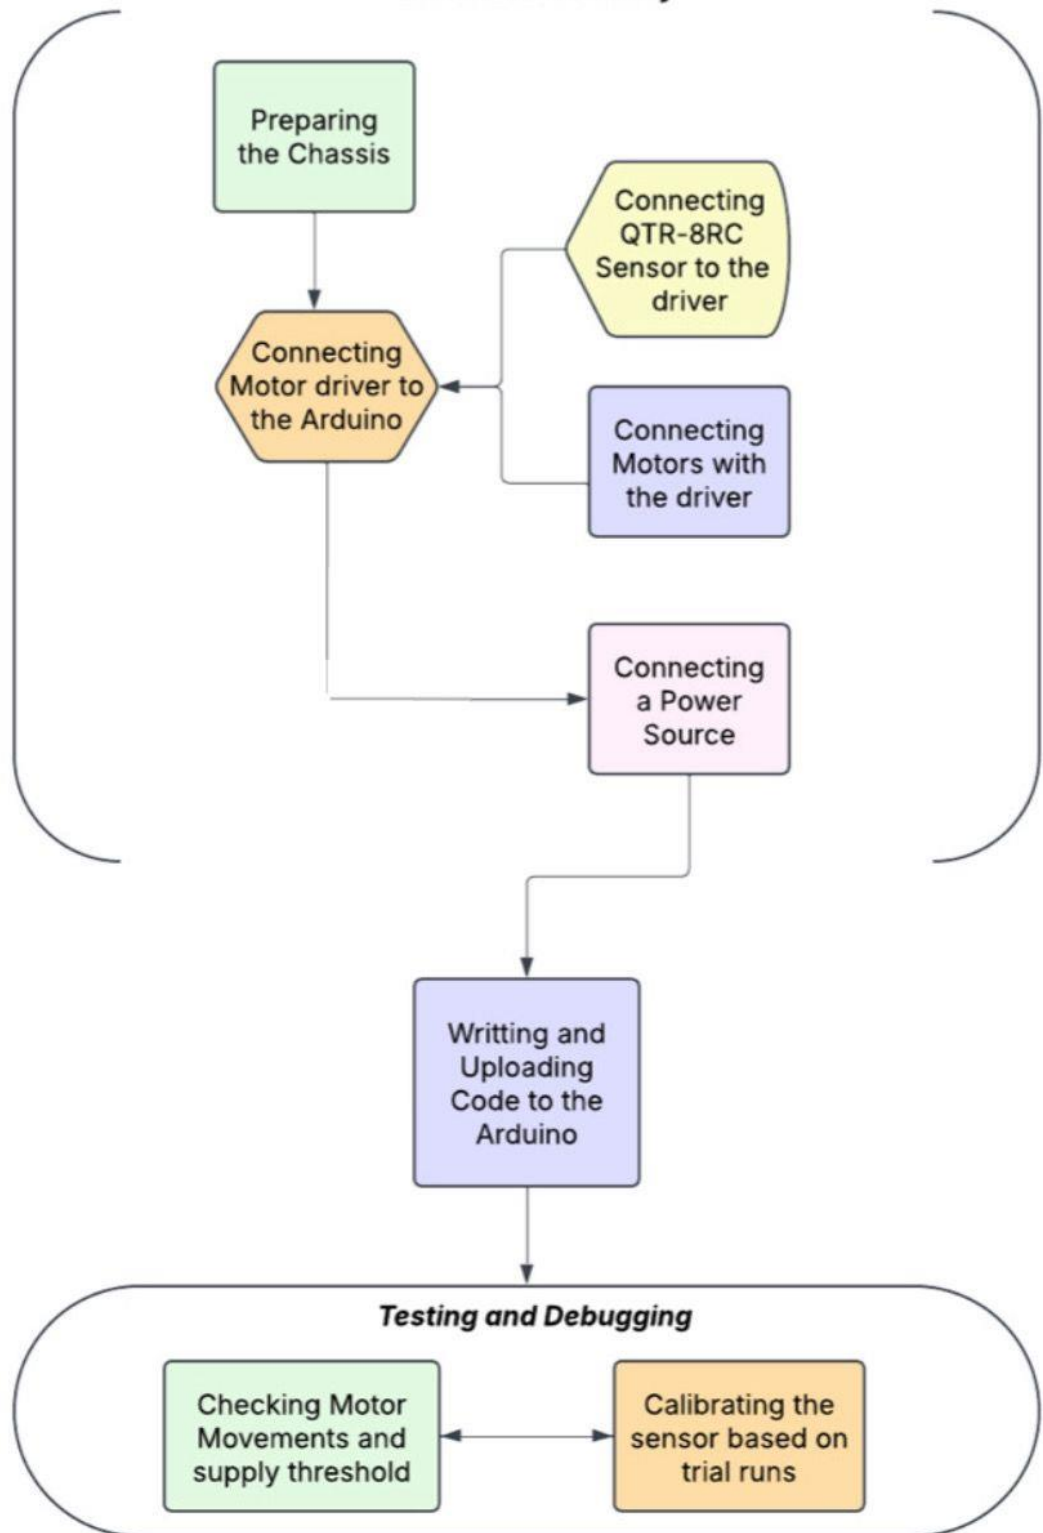 Preparing
the Chassis
Connecting
QTR-8RC
Sensor to the
driver
Connecting
Motor driver to
the Arduino
Connecting
Motors with
the driver
Connecting
a Power
Source
Writting and
Uploading
Code to the
Arduino
Testing and Debugging
Checking Motor
Movements and
supply threshold
Calibrating the
sensor based on
trial runs